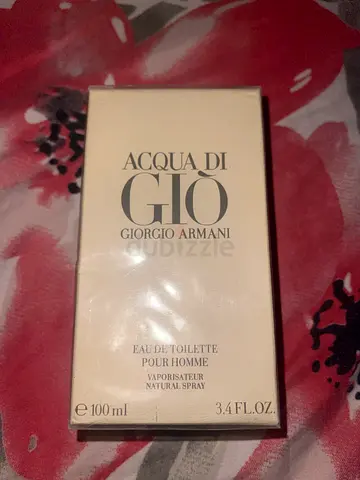 ACQUA DI
GIÒ
GIORGIO ARMANI
dubizzle
EAU DE TOILETTE
POUR HOMME
VAPORISATEUR
NATURAL SPRAY
℮ 100 ml 3.4 FL.OZ.